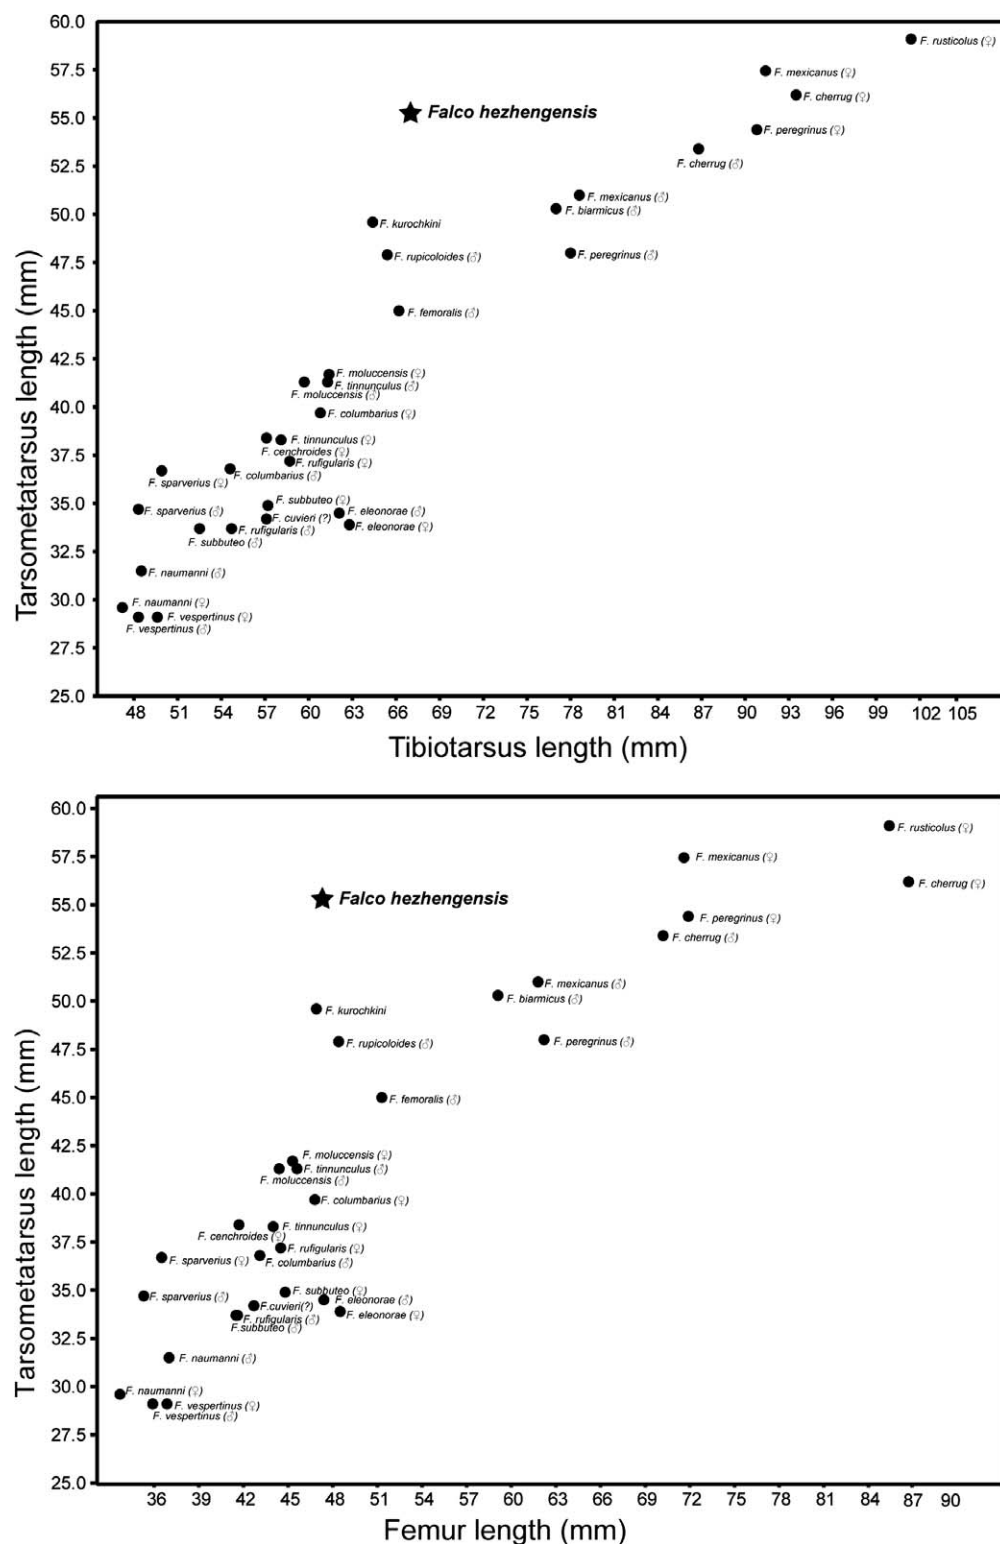 60.0
57.5
55.0
52.5
50.0
47.5
45.0
42.5
40.0
37.5
35.0
32.5
30.0
27.5
25.0
Tarsometatarsus length (mm)
F. rusticolus (♀)
F. mexicanus (♀)
F. cherrug (♀)
Falco hezhengensis
F. peregrinus (♀)
F. cherrug (♂)
F. mexicanus (♂)
F. biarmicus (♂)
F. kurochkini
F. rupicoloides (♂)
F. peregrinus (♂)
F. femoralis (♂)
F. moluccensis (♀)
F. tinnunculus (♂)
F. moluccensis (♂)
F. columbarius (♀)
F. tinnunculus (♀)
F. cenchroides (♀)
F. rufigularis (♀)
F. columbarius (♂)
F. sparverius (♀)
F. subbuteo (♀)
F. sparverius (♂)
F. eleonorae (♂)
F. cuvieri (?)
F. eleonorae (♀)
F. rufigularis (♂)
F. subbuteo (♂)
F. naumanni (♂)
F. naumanni (♀)
F. vespertinus (♀)
F. vespertinus (♂)
48 51 54 57 60 63 66 69 72 75 78 81 84 87 90 93 96 99 102 105
Tibiotarsus length (mm)
60.0
57.5
55.0
52.5
50.0
47.5
45.0
42.5
40.0
37.5
35.0
32.5
30.0
27.5
25.0
Tarsometatarsus length (mm)
F. rusticolus (♀)
F. mexicanus (♀)
F. cherrug (♀)
Falco hezhengensis
F. peregrinus (♀)
F. cherrug (♂)
F. mexicanus (♂)
F. biarmicus (♂)
F. kurochkini
F. rupicoloides (♂)
F. peregrinus (♂)
F. femoralis (♂)
F. moluccensis (♀)
F. tinnunculus (♂)
F. moluccensis (♂)
F. columbarius (♀)
F. tinnunculus (♀)
F. cenchroides (♀)
F. rufigularis (♀)
F. sparverius (♀)
F. columbarius (♂)
F. subbuteo (♀)
F. sparverius (♂)
F. eleonorae (♂)
F.cuvieri(?)
F. eleonorae (♀)
F. rufigularis (♂)
F.subbuteo (♂)
F. naumanni (♂)
F. naumanni (♀)
F. vespertinus (♀)
F. vespertinus (♂)
36 39 42 45 48 51 54 57 60 63 66 69 72 75 78 81 84 87 90
Femur length (mm)